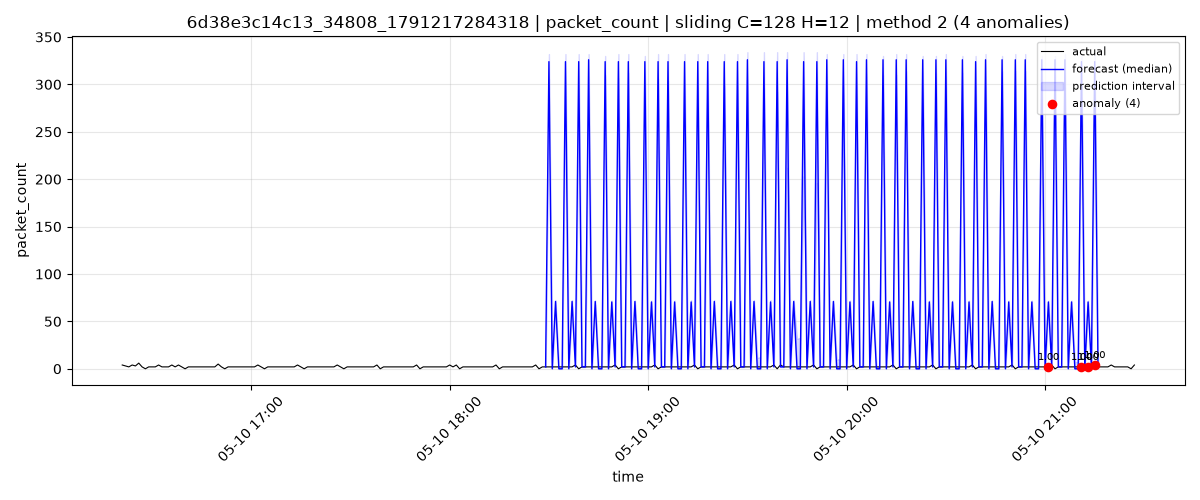 6d38e3c14c13_34808_1791217284318 | packet_count | sliding C=128 H=12 | method 2 (4 anomalies)
packet_count
350
300
250
200
150
100
50
0
actual
forecast (median)
prediction interval
anomaly (4)
1.00
1.00
05-10 17:00
05-10 18:00
05-10 19:00
05-10 20:00
05-10 21:00
time